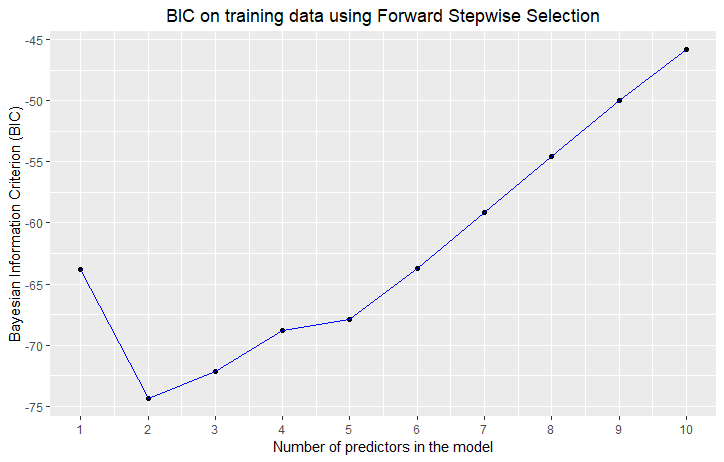 BIC on training data using Forward Stepwise Selection
Bayesian Information Criterion (BIC)
-45
-50
-55
-60
-65
-70
-75
1 2 3 4 5 6 7 8 9 10
Number of predictors in the model